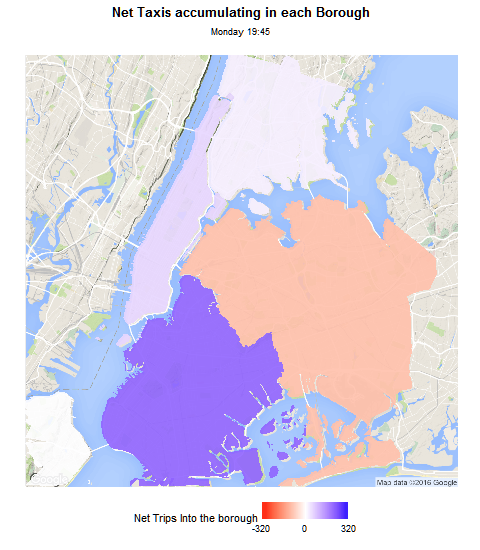 Net Taxis accumulating in each Borough
Monday 19:45
Map data ©2016 Google
Net Trips Into the borough
-320 0 320